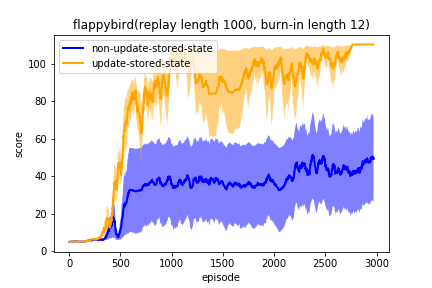 flappybird(replay length 1000, burn-in length 12)
non-update-stored-state
update-stored-state
100
80
60
40
20
0
score
0
500
1000
1500
2000
2500
3000
episode